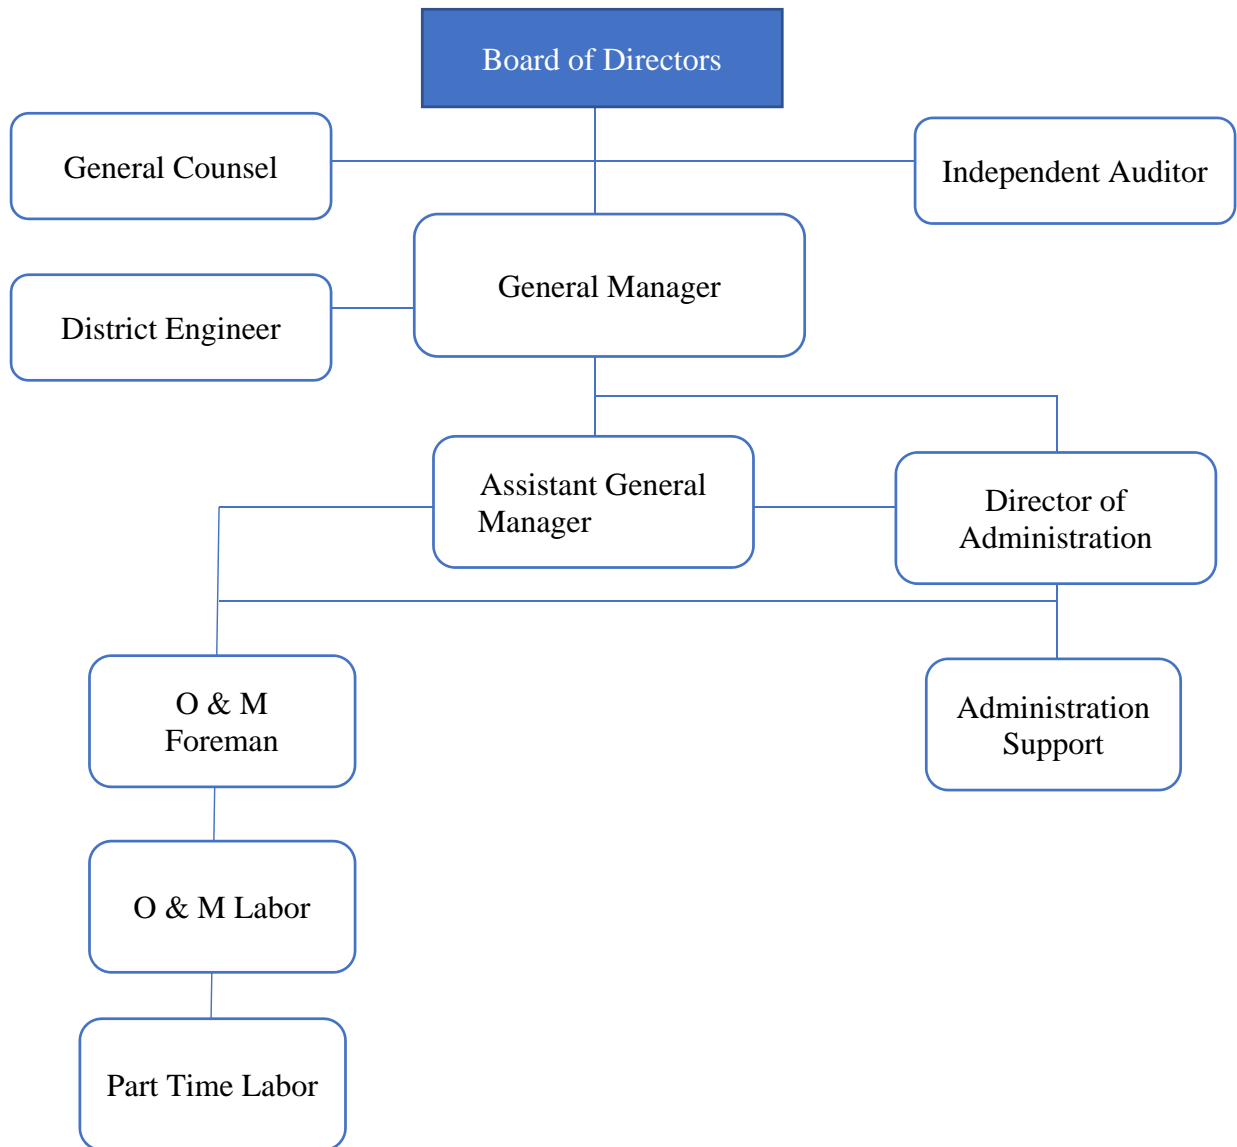 Board of Directors
General Counsel
Independent Auditor
General Manager
District Engineer
Assistant General
Manager
Director of
Administration
O & M
Foreman
Administration
Support
O & M Labor
Part Time Labor